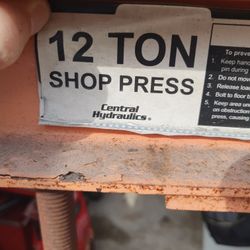 12 TON
SHOP PRESS
Central
Hydraulics®
To preve
1. Keep hand
pin during
2. Do not mov
3. Release loa
4. Bolt to floor b
5. Keep area
on obstruction
press, causing